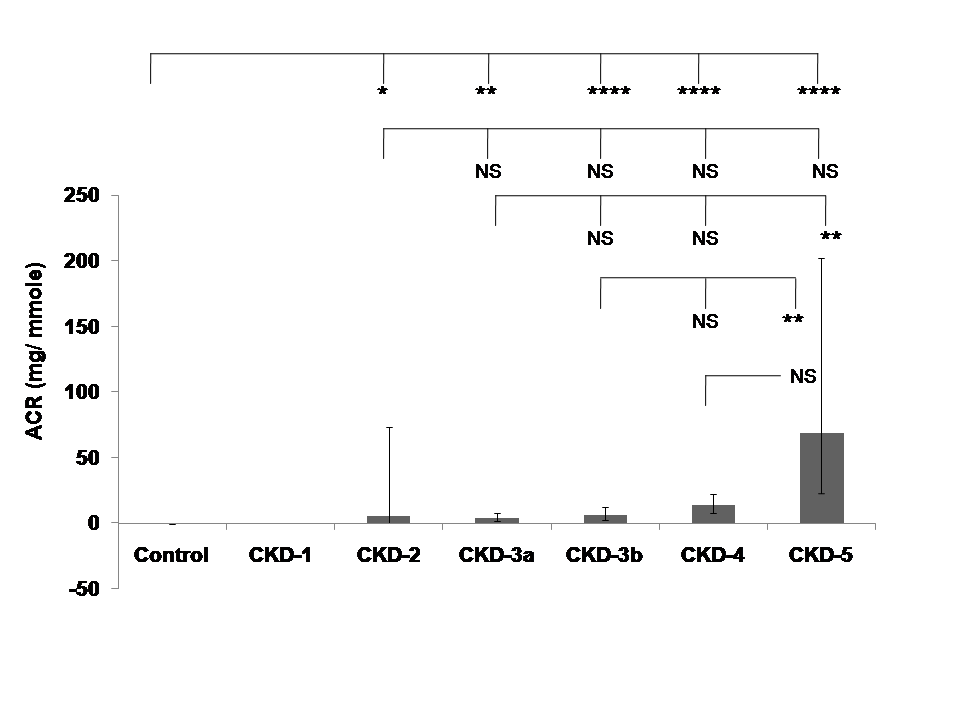 * ** **** **** ****
NS NS NS NS
250
NS NS **
200
NS **
150
NS
100
50
0
-50
ACR (mg/ mmole)
Control CKD-1 CKD-2 CKD-3a CKD-3b CKD-4 CKD-5